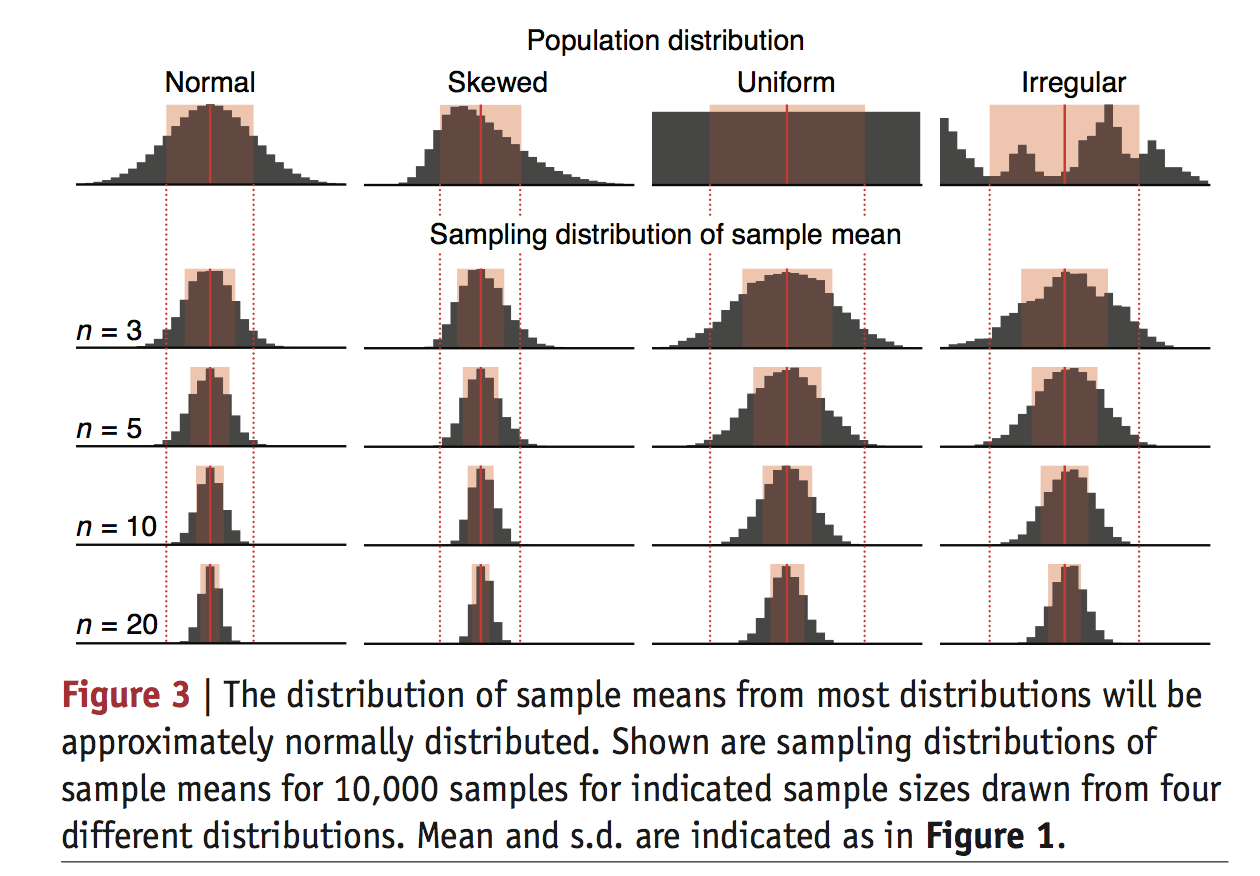 Population distribution
Normal Skewed Uniform Irregular
Sampling distribution of sample mean
n = 3
n = 5
n = 10
n = 20
Figure 3 | The distribution of sample means from most distributions will be
approximately normally distributed. Shown are sampling distributions of
sample means for 10,000 samples for indicated sample sizes drawn from four
different distributions. Mean and s.d. are indicated as in Figure 1.